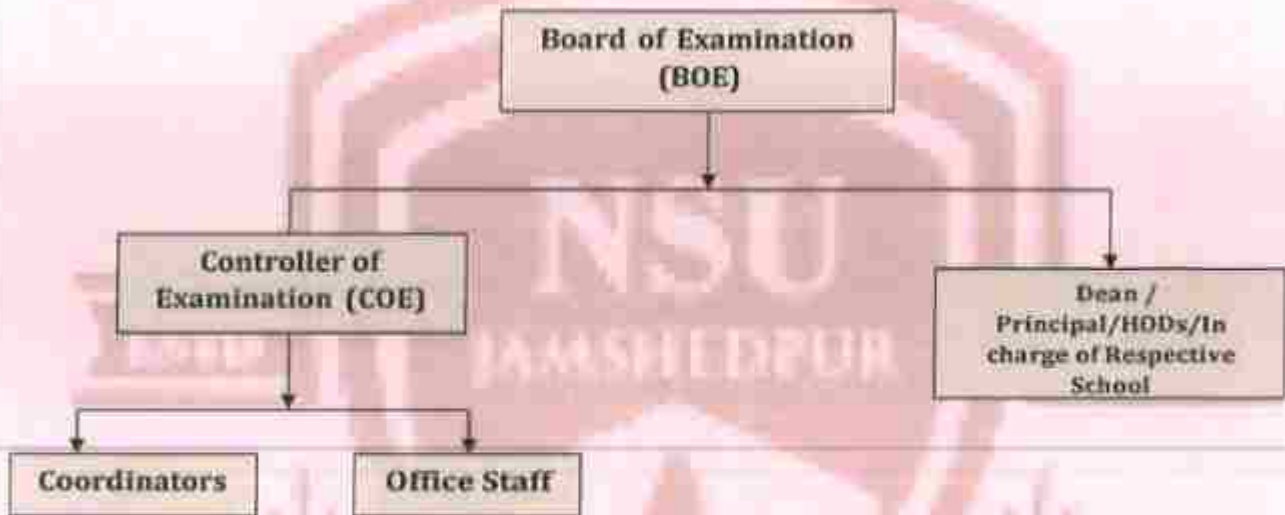 Board of Examination
(BOE)
NSU
JAMSHEDPUR
Controller of
Examination (COE)
Dean /
Principal/HODs/In
charge of Respective
School
Coordinators
Office Staff